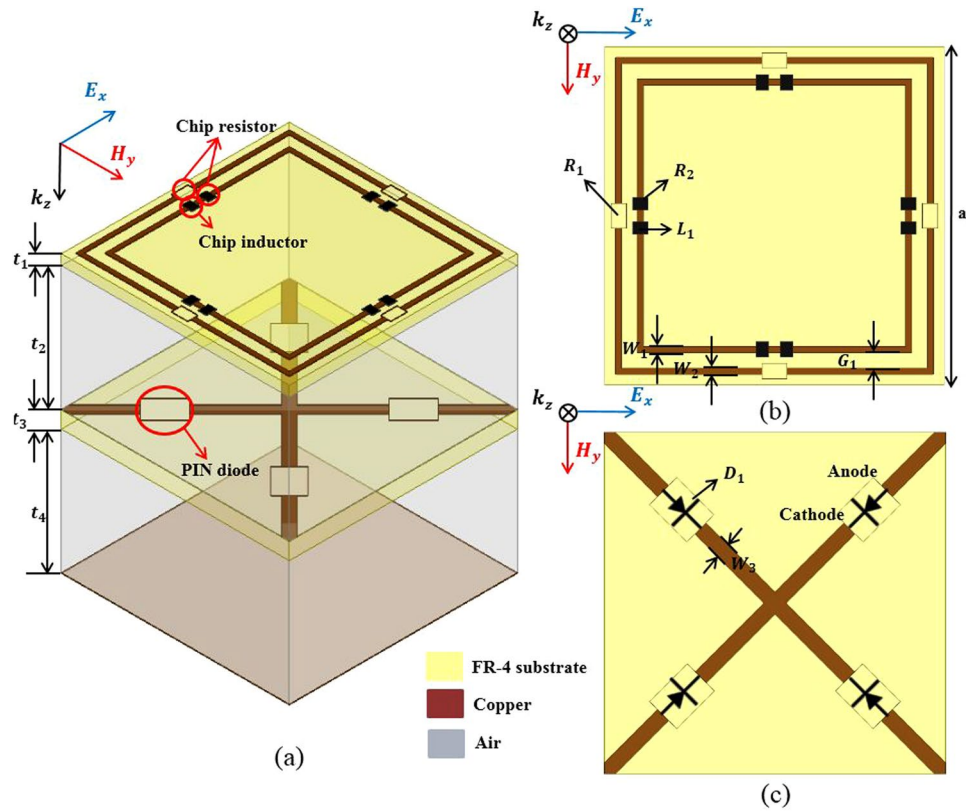 E_x
H_y
k_z
Chip resistor
Chip inductor
t_1
t_2
t_3
t_4
PIN diode
FR-4 substrate
Copper
Air
(a)
k_z
E_x
H_y
R_1
R_2
L_1
a
W_1
W_2
G_1
(b)
k_z
E_x
H_y
D_1
Anode
Cathode
W_3
(c)